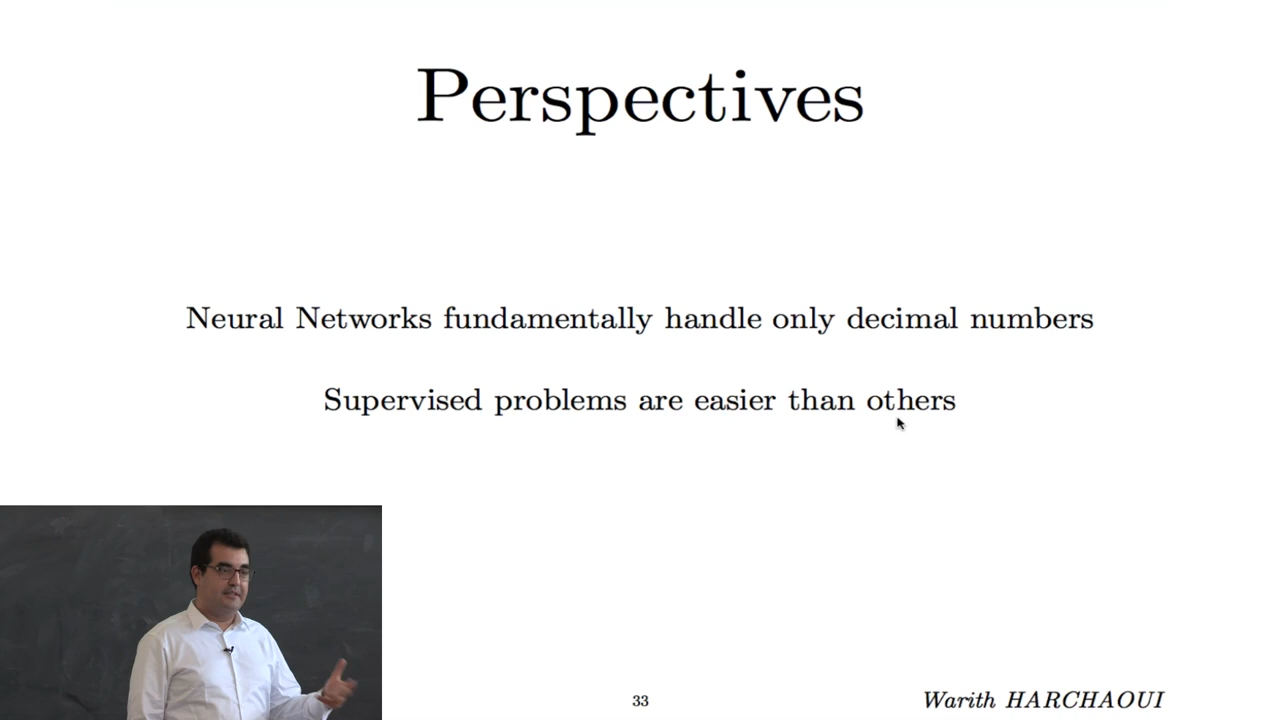 Perspectives
Neural Networks fundamentally handle only decimal numbers
Supervised problems are easier than others
33
Warith HARCHAOUI